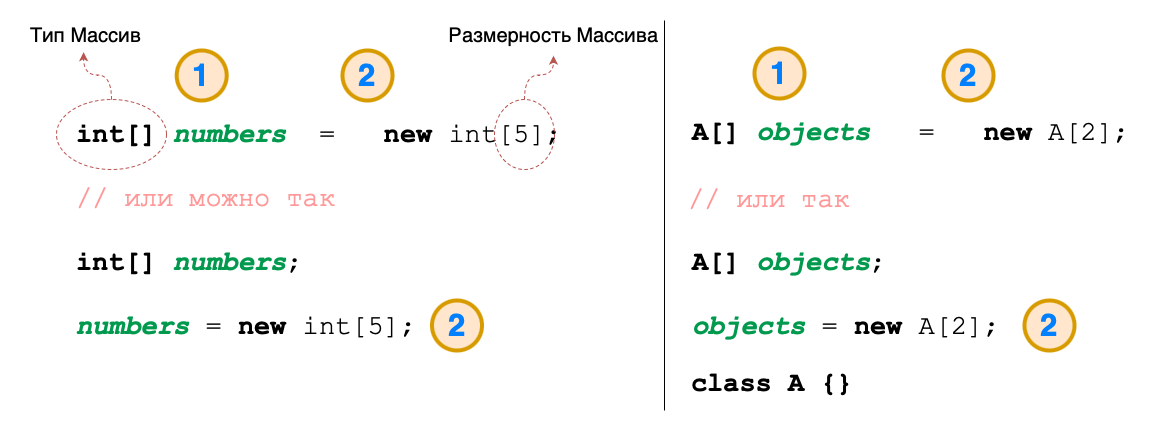 Тип Массив
Размерность Массива
1
2
int[] numbers = new int[5];
// или можно так
int[] numbers;
numbers = new int[5];
2
1
2
A[] objects = new A[2];
// или так
A[] objects;
objects = new A[2];
2
class A {}